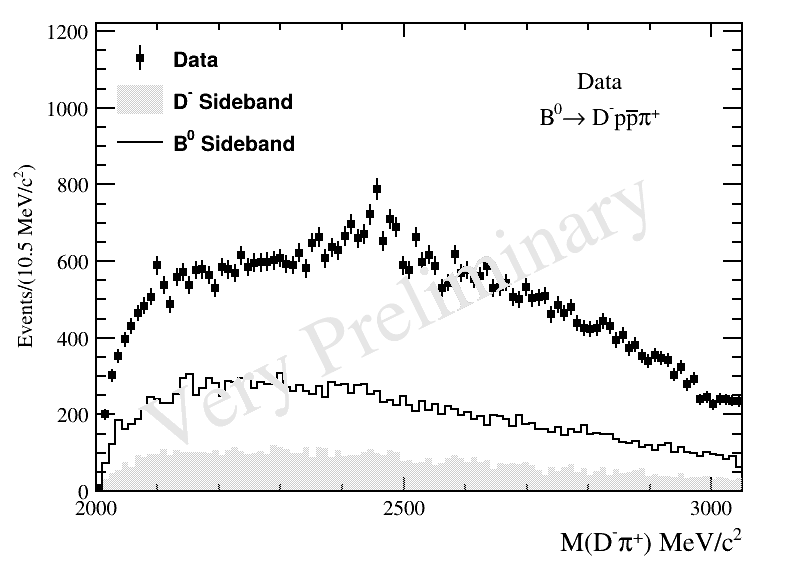 1200
1000
800
600
400
200
0
Events/(10.5 MeV/c²)
Data
D⁻ Sideband
B⁰ Sideband
Data
B⁰→ D⁻pp̅π⁺
Very Preliminary
2000 2500 3000
M(D⁻π⁺) MeV/c²